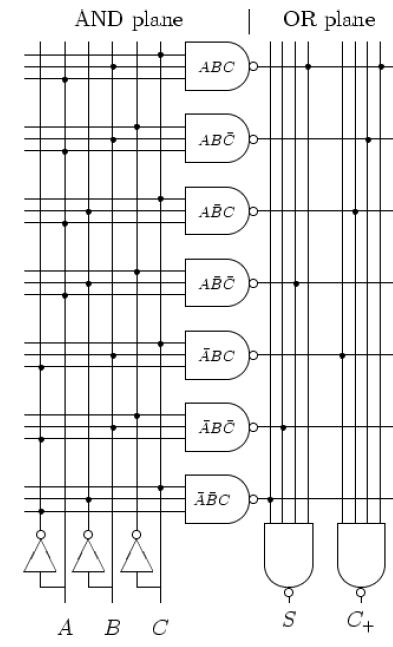 AND plane OR plane
ABC
ABC̄
AB̄C
AB̄C̄
ĀBC
ĀBC̄
ĀB̄C
A B C S C₊